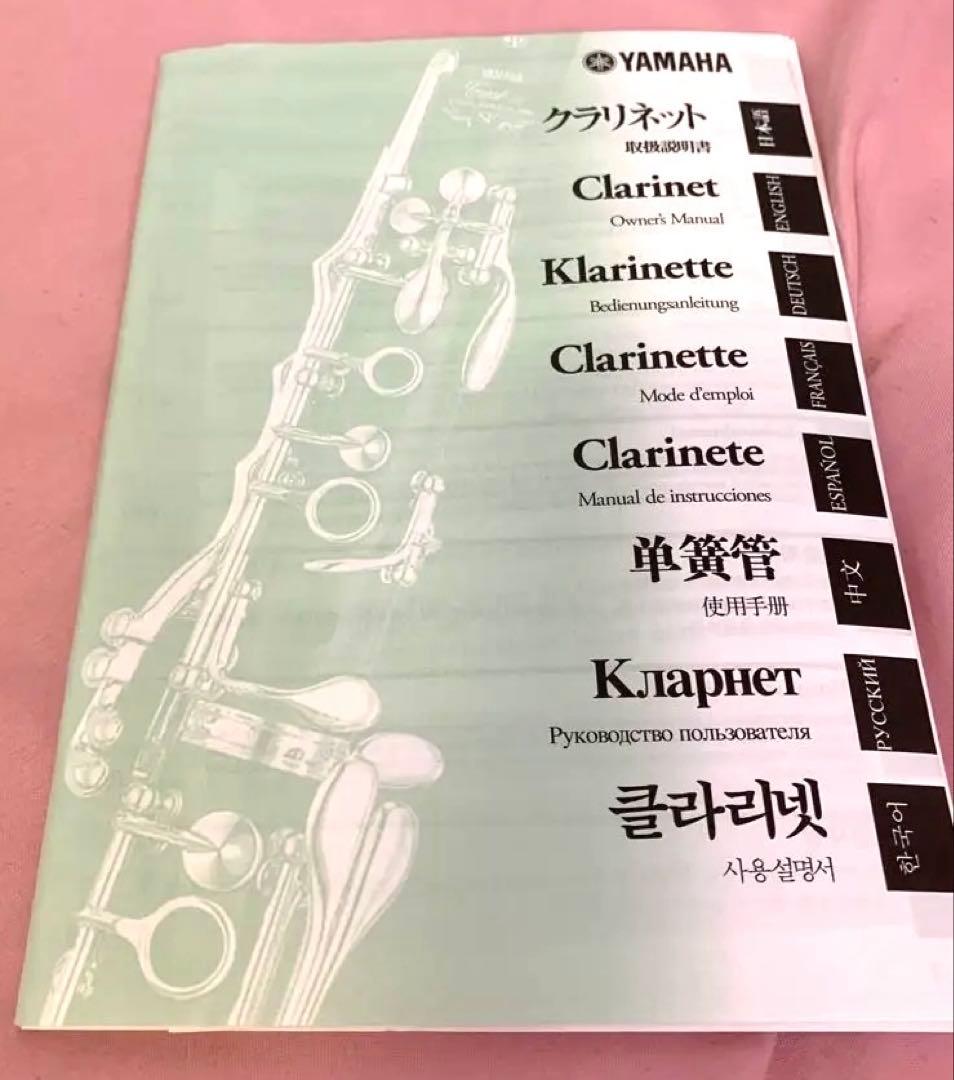 YAMAHA
クラリネット
取扱説明書
日本語
Clarinet
Owner's Manual
ENGLISH
Klarinette
Bedienungsanleitung
DEUTSCH
Clarinette
Mode d'emploi
FRANÇAIS
Clarinete
Manual de instrucciones
ESPAÑOL
单簧管
使用手册
中文
Кларнет
Руководство пользователя
РУССКИЙ
클라리넷
사용설명서
한국어